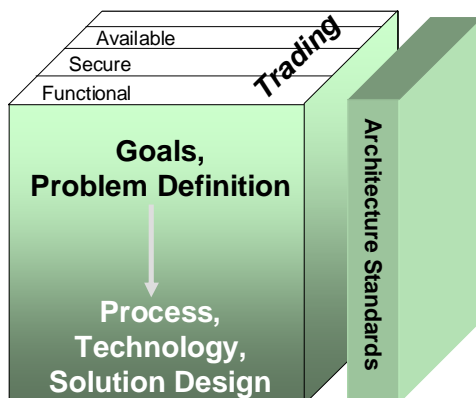 Available
Secure
Functional
Trading
Goals,
Problem Definition
Process,
Technology,
Solution Design
Architecture Standards